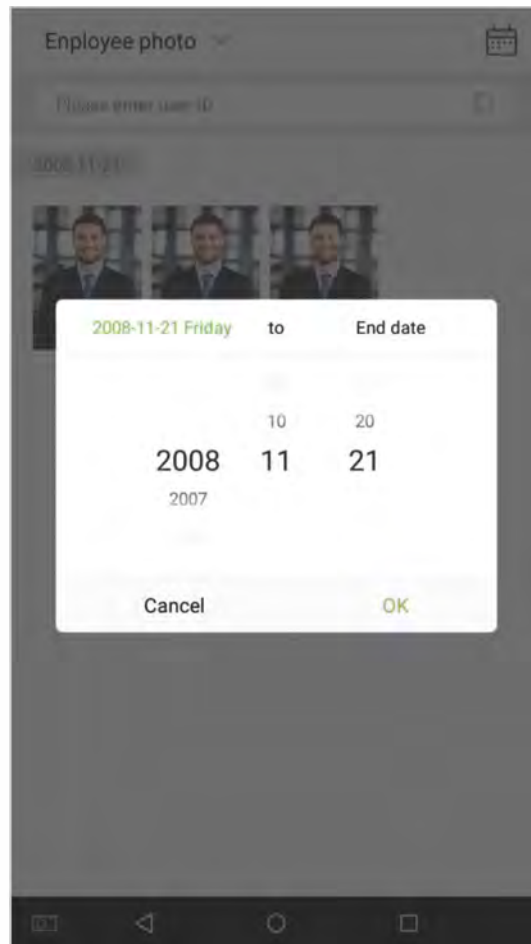 Enployee photo
Please enter user ID
2008-11-21
2008-11-21 Friday to End date
10 20
2008 11 21
2007
Cancel OK